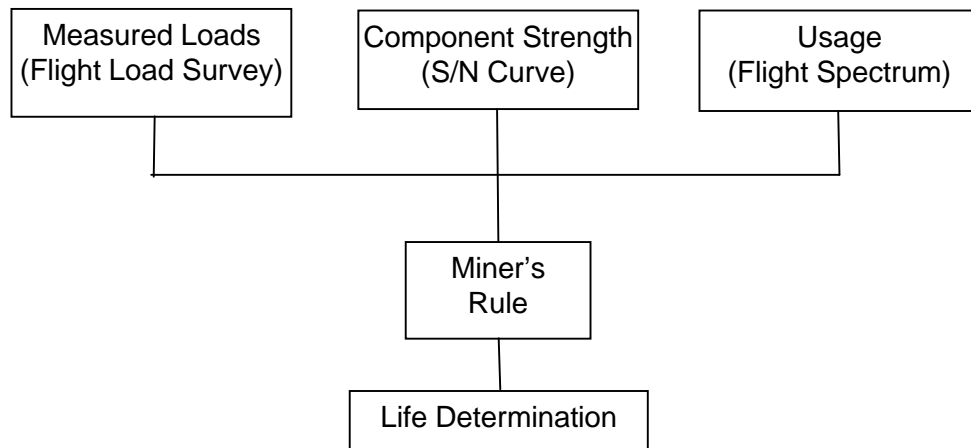 Measured Loads
(Flight Load Survey)
Component Strength
(S/N Curve)
Usage
(Flight Spectrum)
Miner's
Rule
Life Determination